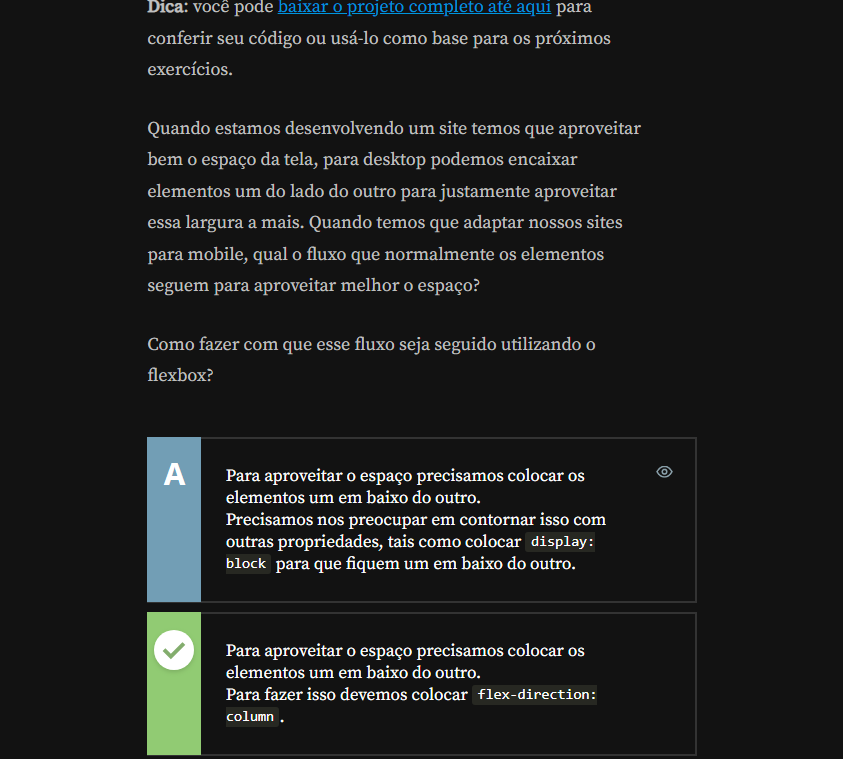 Dica: você pode baixar o projeto completo até aqui para
conferir seu código ou usá-lo como base para os próximos
exercícios.
Quando estamos desenvolvendo um site temos que aproveitar
bem o espaço da tela, para desktop podemos encaixar
elementos um do lado do outro para justamente aproveitar
essa largura a mais. Quando temos que adaptar nossos sites
para mobile, qual o fluxo que normalmente os elementos
seguem para aproveitar melhor o espaço?
Como fazer com que esse fluxo seja seguido utilizando o
flexbox?
A
Para aproveitar o espaço precisamos colocar os
elementos um em baixo do outro.
Precisamos nos preocupar em contornar isso com
outras propriedades, tais como colocar display:
block para que fiquem um em baixo do outro.
Para aproveitar o espaço precisamos colocar os
elementos um em baixo do outro.
Para fazer isso devemos colocar flex-direction:
column .